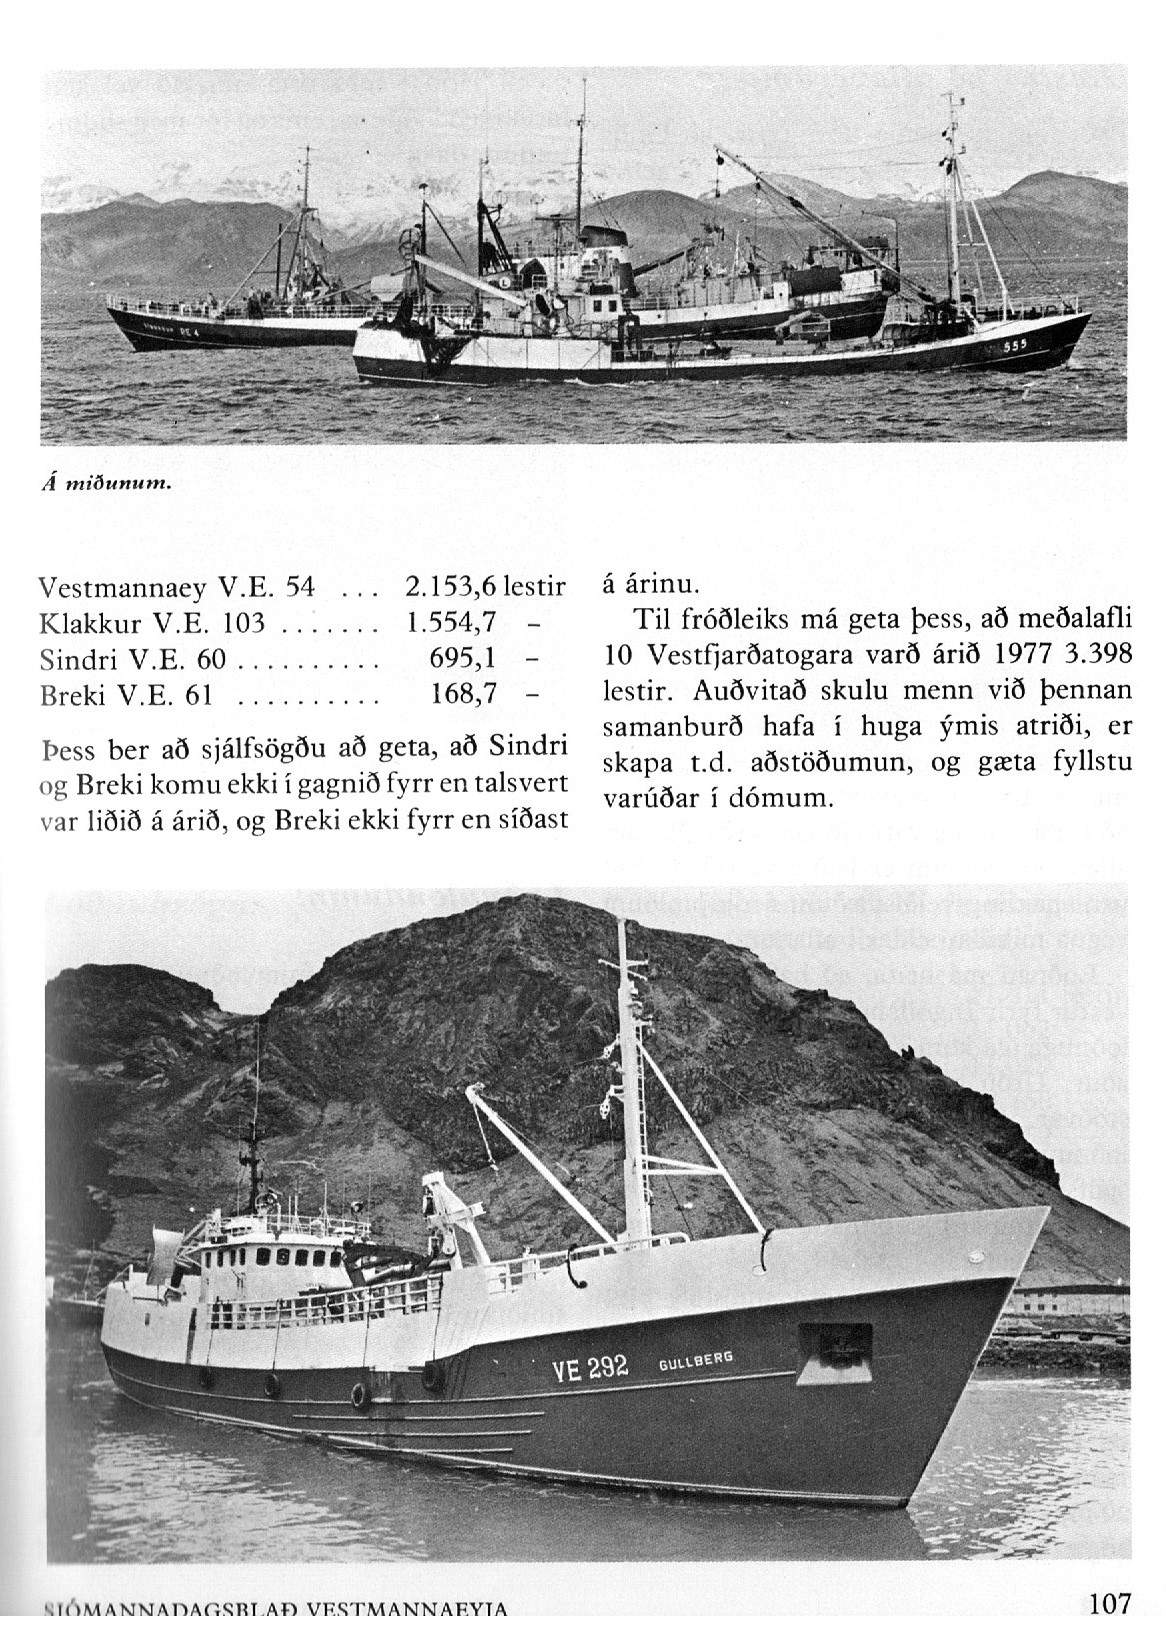 RE 4
555
Á miðunum.
Vestmannaey V.E. 54 ... 2.153,6 lestir
Klakkur V.E. 103 ....... 1.554,7 –
Sindri V.E. 60 .......... 695,1 –
Breki V.E. 61 .......... 168,7 –
Þess ber að sjálfsögðu að geta, að Sindri
og Breki komu ekki í gagnið fyrr en talsvert
var liðið á árið, og Breki ekki fyrr en síðast
á árinu.
Til fróðleiks má geta þess, að meðalafli
10 Vestfjarðatogara varð árið 1977 3.398
lestir. Auðvitað skulu menn við þennan
samanburð hafa í huga ýmis atriði, er
skapa t.d. aðstöðumun, og gæta fyllstu
varúðar í dómum.
VE 292 GULLBERG
SJÓMANNADAGSBLAÐ VESTMANNAEYJA
107